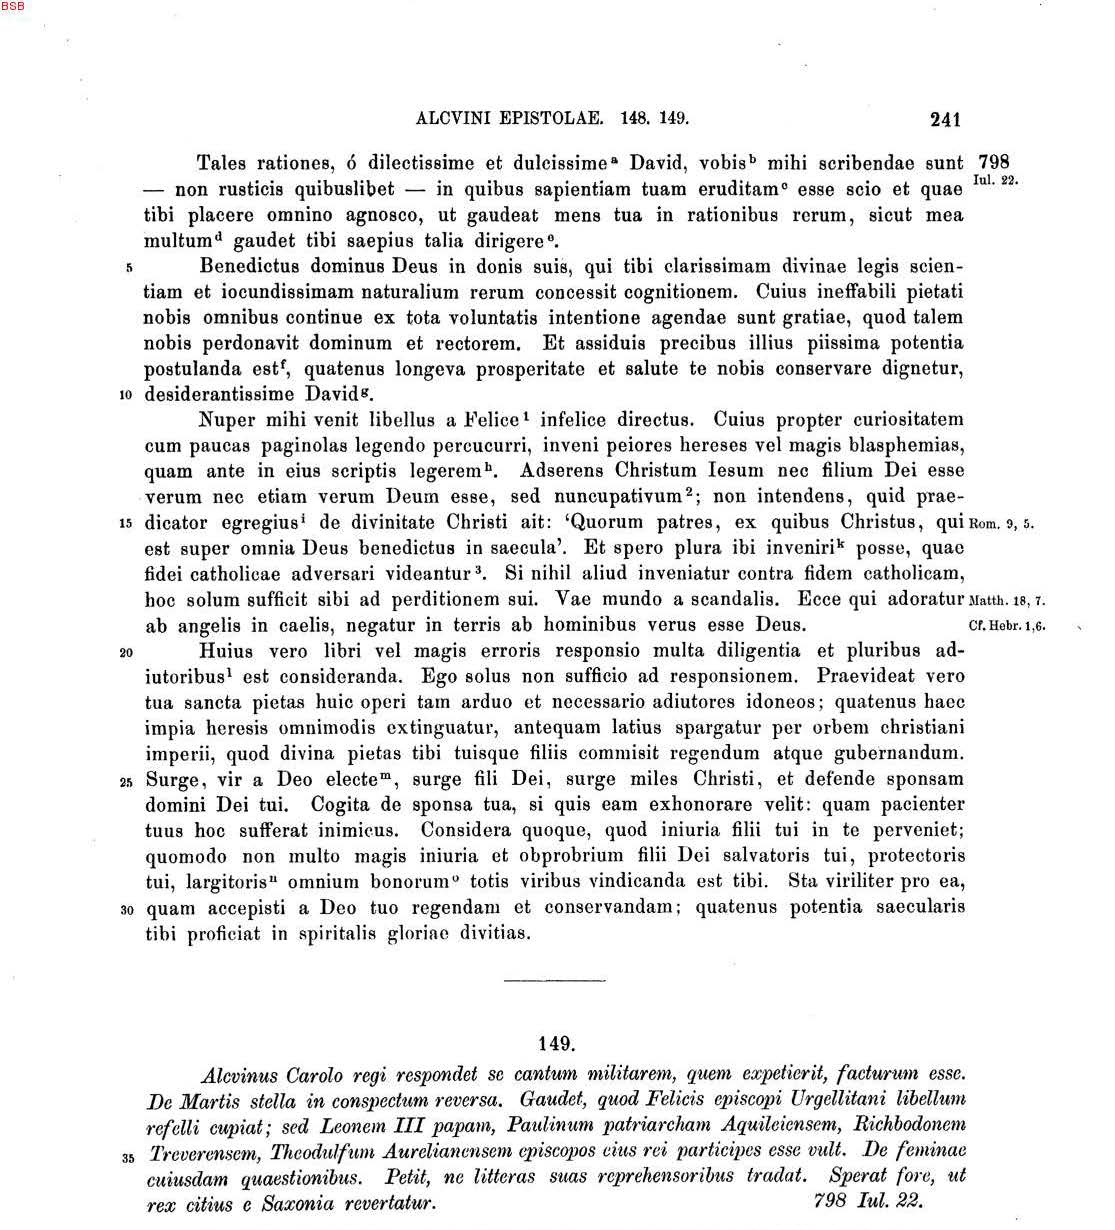 BSB
ALCVINI EPISTOLAE. 148. 149. 241
Tales rationes, ó dilectissime et dulcissimeᵃ David, vobisᵇ mihi scribendae sunt 798
— non rusticis quibuslibet — in quibus sapientiam tuam eruditamᶜ esse scio et quae Iul. 22.
tibi placere omnino agnosco, ut gaudeat mens tua in rationibus rerum, sicut mea
multumᵈ gaudet tibi saepius talia dirigereᵉ.
5 Benedictus dominus Deus in donis suis, qui tibi clarissimam divinae legis scien-
tiam et iocundissimam naturalium rerum concessit cognitionem. Cuius ineffabili pietati
nobis omnibus continue ex tota voluntatis intentione agendae sunt gratiae, quod talem
nobis perdonavit dominum et rectorem. Et assiduis precibus illius piissima potentia
postulanda estᶠ, quatenus longeva prosperitate et salute te nobis conservare dignetur,
10 desiderantissime Davidᵍ.
Nuper mihi venit libellus a Felice¹ infelice directus. Cuius propter curiositatem
cum paucas paginolas legendo percucurri, inveni peiores hereses vel magis blasphemias,
quam ante in eius scriptis legeremʰ. Adserens Christum Iesum nec filium Dei esse
verum nec etiam verum Deum esse, sed nuncupativum²; non intendens, quid prae-
15 dicator egregiusⁱ de divinitate Christi ait: ‘Quorum patres, ex quibus Christus, qui Rom. 9, 5.
est super omnia Deus benedictus in saecula’. Et spero plura ibi inveniriᵏ posse, quae
fidei catholicae adversari videantur³. Si nihil aliud inveniatur contra fidem catholicam,
hoc solum sufficit sibi ad perditionem sui. Vae mundo a scandalis. Ecce qui adoratur Matth. 18, 7.
ab angelis in caelis, negatur in terris ab hominibus verus esse Deus. Cf. Hebr. 1,6.
20 Huius vero libri vel magis erroris responsio multa diligentia et pluribus ad-
iutoribusˡ est consideranda. Ego solus non sufficio ad responsionem. Praevideat vero
tua sancta pietas huic operi tam arduo et necessario adiutores idoneos; quatenus haec
impia heresis omnimodis extinguatur, antequam latius spargatur per orbem christiani
imperii, quod divina pietas tibi tuisque filiis commisit regendum atque gubernandum.
25 Surge, vir a Deo electeᵐ, surge fili Dei, surge miles Christi, et defende sponsam
domini Dei tui. Cogita de sponsa tua, si quis eam exhonorare velit: quam pacienter
tuus hoc sufferat inimicus. Considera quoque, quod iniuria filii tui in te perveniet;
quomodo non multo magis iniuria et obprobrium filii Dei salvatoris tui, protectoris
tui, largitorisⁿ omnium bonorumᵒ totis viribus vindicanda est tibi. Sta viriliter pro ea,
30 quam accepisti a Deo tuo regendam et conservandam; quatenus potentia saecularis
tibi proficiat in spiritalis gloriae divitias.
149.
Alcvinus Carolo regi respondet se cantum militarem, quem expetierit, facturum esse.
De Martis stella in conspectum reversa. Gaudet, quod Felicis episcopi Urgellitani libellum
refelli cupiat; sed Leonem III papam, Paulinum patriarcham Aquileiensem, Richbodonem
35 Treverensem, Theodulfum Aurelianensem episcopos eius rei participes esse vult. De feminae
cuiusdam quaestionibus. Petit, ne litteras suas reprehensoribus tradat. Sperat fore, ut
rex citius e Saxonia revertatur. 798 Iul. 22.